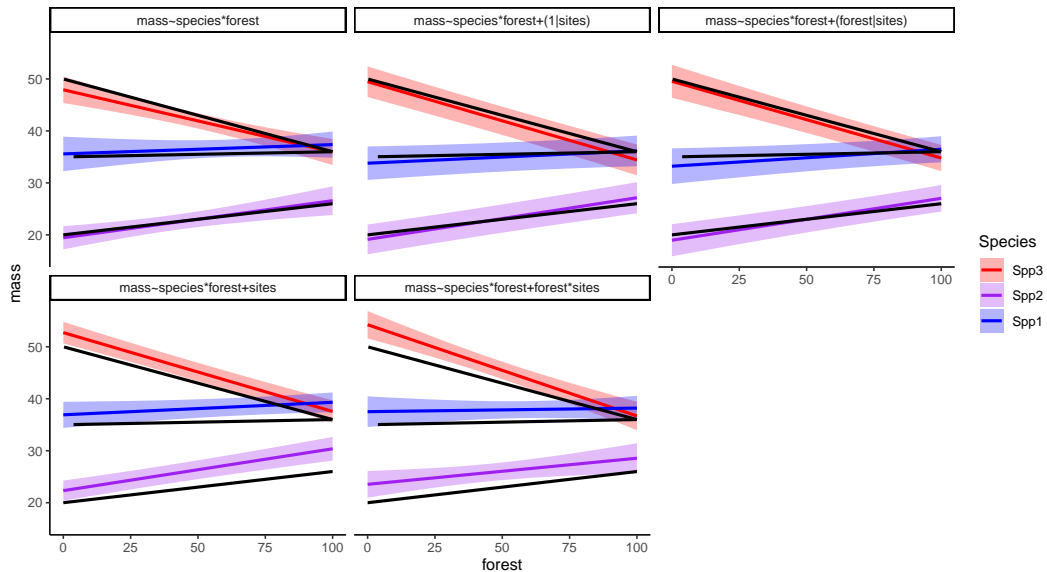 mass~species*forest
mass~species*forest+(1|sites)
mass~species*forest+(forest|sites)
50
40
30
20
0 25 50 75 100
mass
Species
Spp3
Spp2
Spp1
mass~species*forest+sites
mass~species*forest+forest*sites
50
40
30
20
0 25 50 75 100
0 25 50 75 100
forest